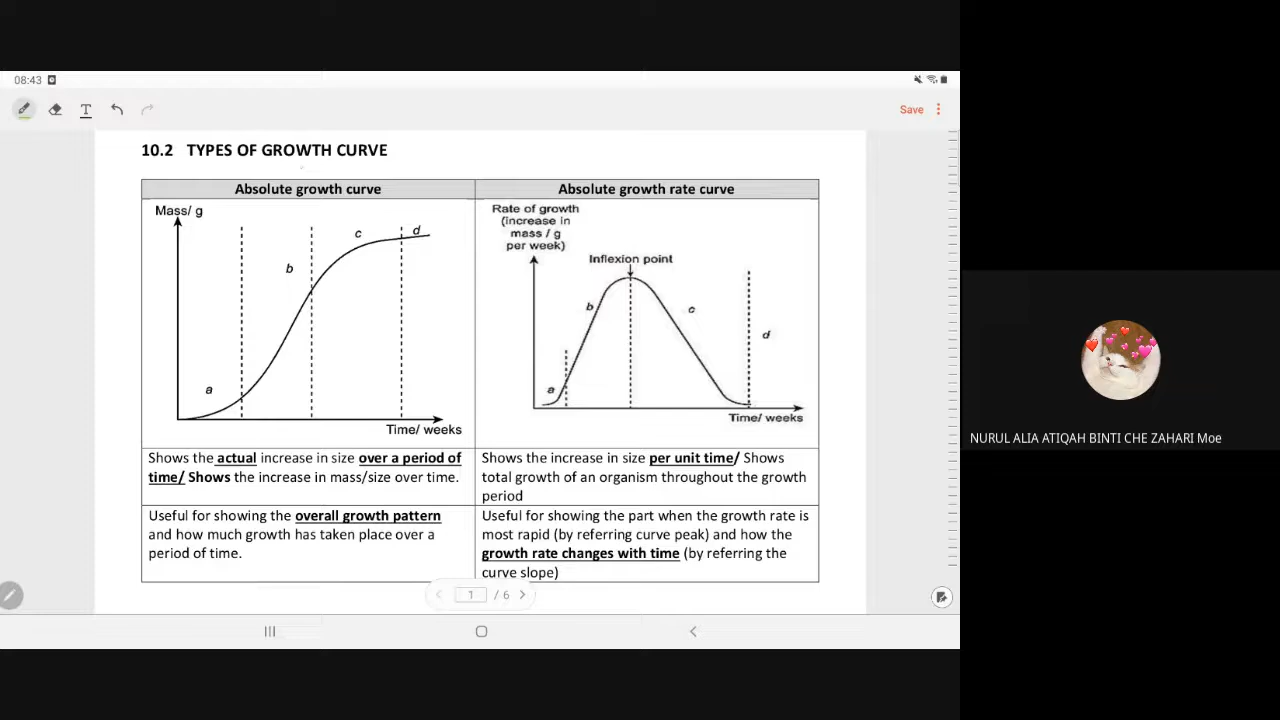 08:43
Save
10.2 TYPES OF GROWTH CURVE
Absolute growth curve
Absolute growth rate curve
Mass/ g
a
b
c
d
Time/ weeks
Rate of growth
(increase in
mass / g
per week)
Inflexion point
a
b
c
d
Time/ weeks
Shows the actual increase in size over a period of
time/ Shows the increase in mass/size over time.
Shows the increase in size per unit time/ Shows
total growth of an organism throughout the growth
period
Useful for showing the overall growth pattern
and how much growth has taken place over a
period of time.
Useful for showing the part when the growth rate is
most rapid (by referring curve peak) and how the
growth rate changes with time (by referring the
curve slope)
1 / 6
NURUL ALIA ATIQAH BINTI CHE ZAHARI Moe